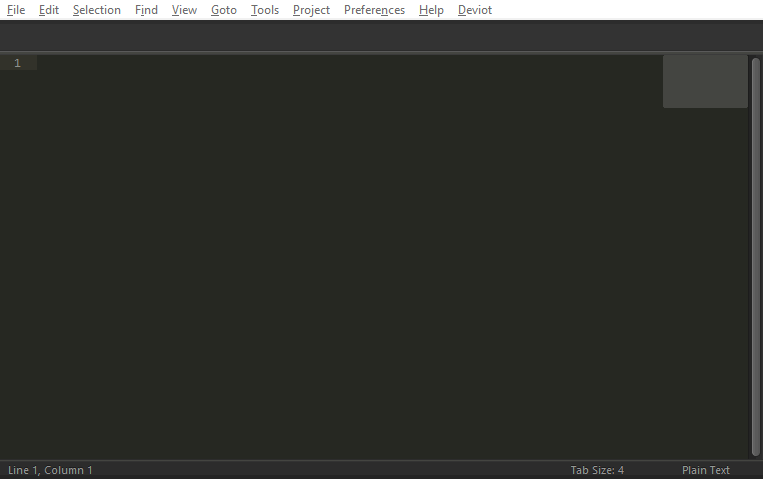 File Edit Selection Find View Goto Tools Project Preferences Help Deviot
1
Line 1, Column 1 Tab Size: 4 Plain Text